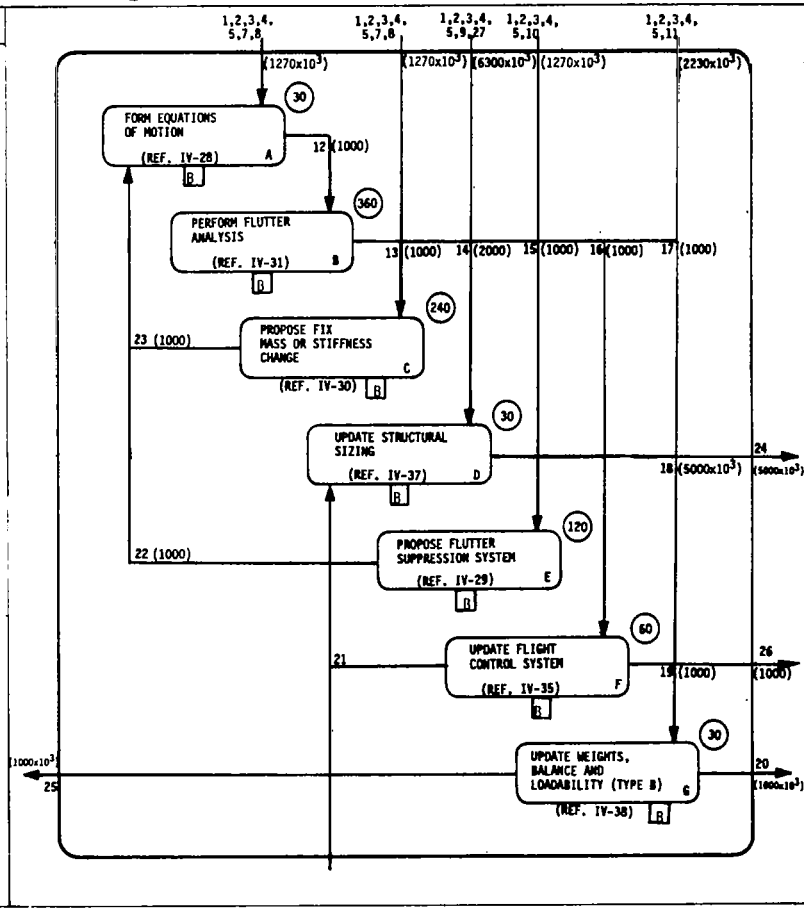 1,2,3,4, 1,2,3,4, 1,2,3,4, 1,2,3,4, 1,2,3,4,
5,7,8 5,7,8 5,9,27 5,10 5,11
(1270x10³) (1270x10³) (6300x10³) (1270x10³) (2230x10³)
30
FORM EQUATIONS
OF MOTION
(REF. IV-28) A
B
12 (1000)
360
PERFORM FLUTTER
ANALYSIS
(REF. IV-31) B
B
13 (1000) 14 (2000) 15 (1000) 16 (1000) 17 (1000)
240
PROPOSE FIX
MASS OR STIFFNESS
CHANGE
C
(REF. IV-30) B
23 (1000)
30
UPDATE STRUCTURAL
SIZING
(REF. IV-37) D
B
18 (5000x10³)
24
(5000x10³)
120
PROPOSE FLUTTER
SUPPRESSION SYSTEM
(REF. IV-29) E
B
22 (1000)
60
UPDATE FLIGHT
CONTROL SYSTEM
(REF. IV-35) F
B
21
19 (1000)
26
(1000)
30
UPDATE WEIGHTS,
BALANCE AND
LOADABILITY (TYPE B) G
(REF. IV-38) B
20
(1000x10³)
(1000x10³)
25